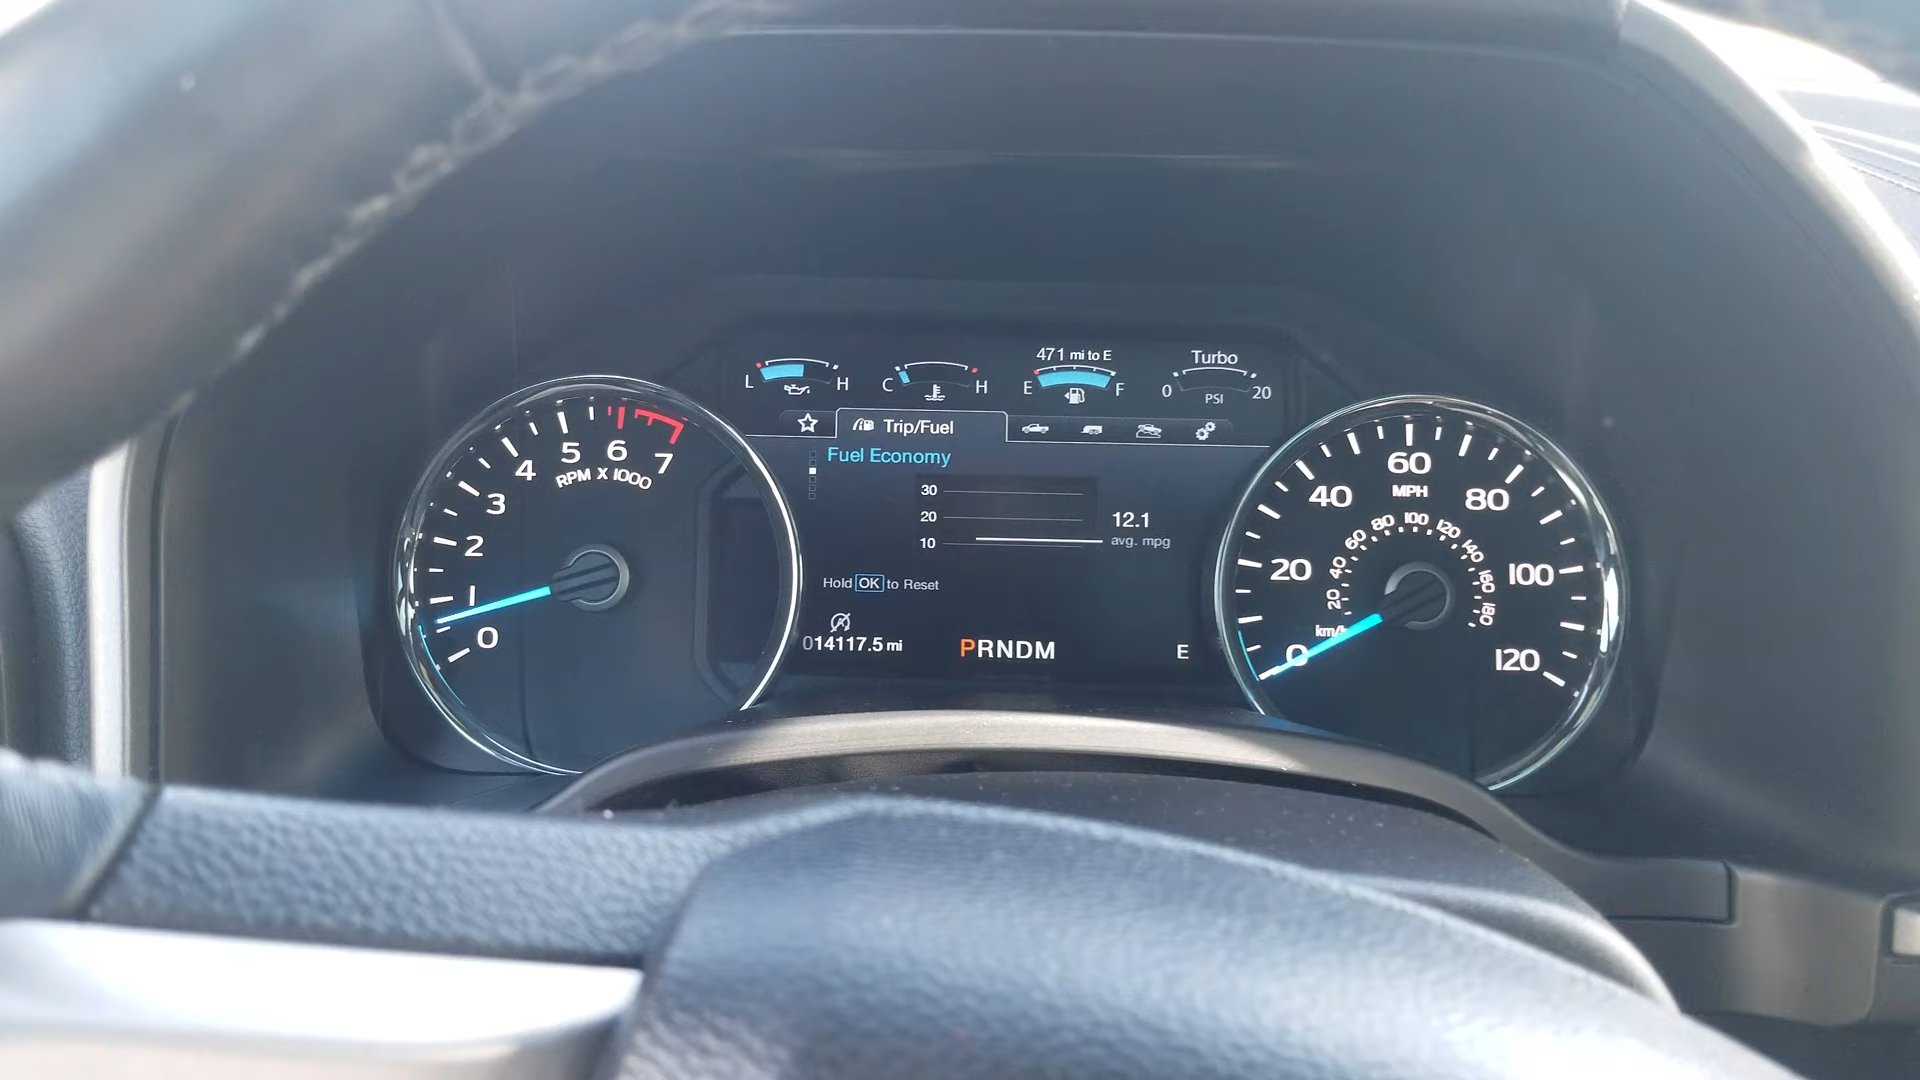 471 mi to E
Turbo
L H
C H
E F
0 20
PSI
Trip/Fuel
Fuel Economy
30
20
10
12.1
avg. mpg
Hold OK to Reset
014117.5 mi
PRNDM
E
0 1 2 3 4 5 6 7
RPM X 1000
0 20 40 60 80 100 120
MPH
20 40 60 80 100 120 140 160 180
km/h